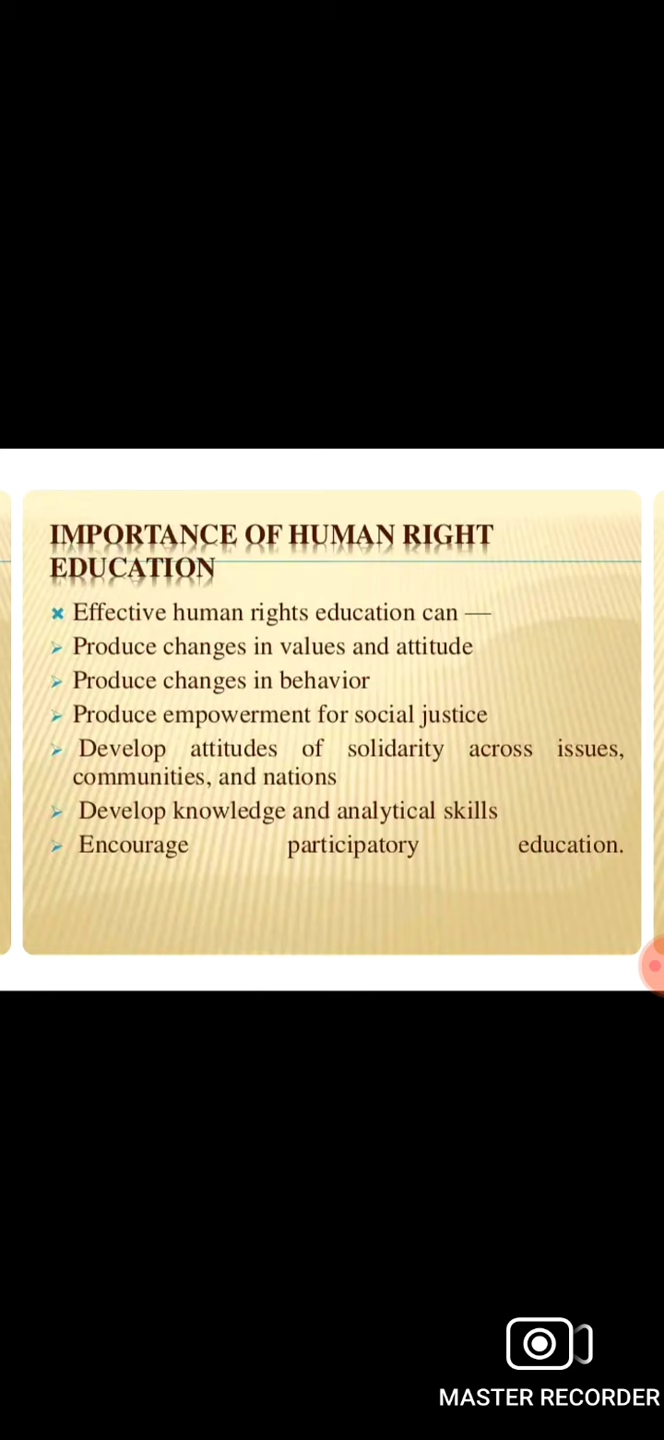 IMPORTANCE OF HUMAN RIGHT
EDUCATION
Effective human rights education can —
Produce changes in values and attitude
Produce changes in behavior
Produce empowerment for social justice
Develop attitudes of solidarity across issues,
communities, and nations
Develop knowledge and analytical skills
Encourage participatory education.
MASTER RECORDER